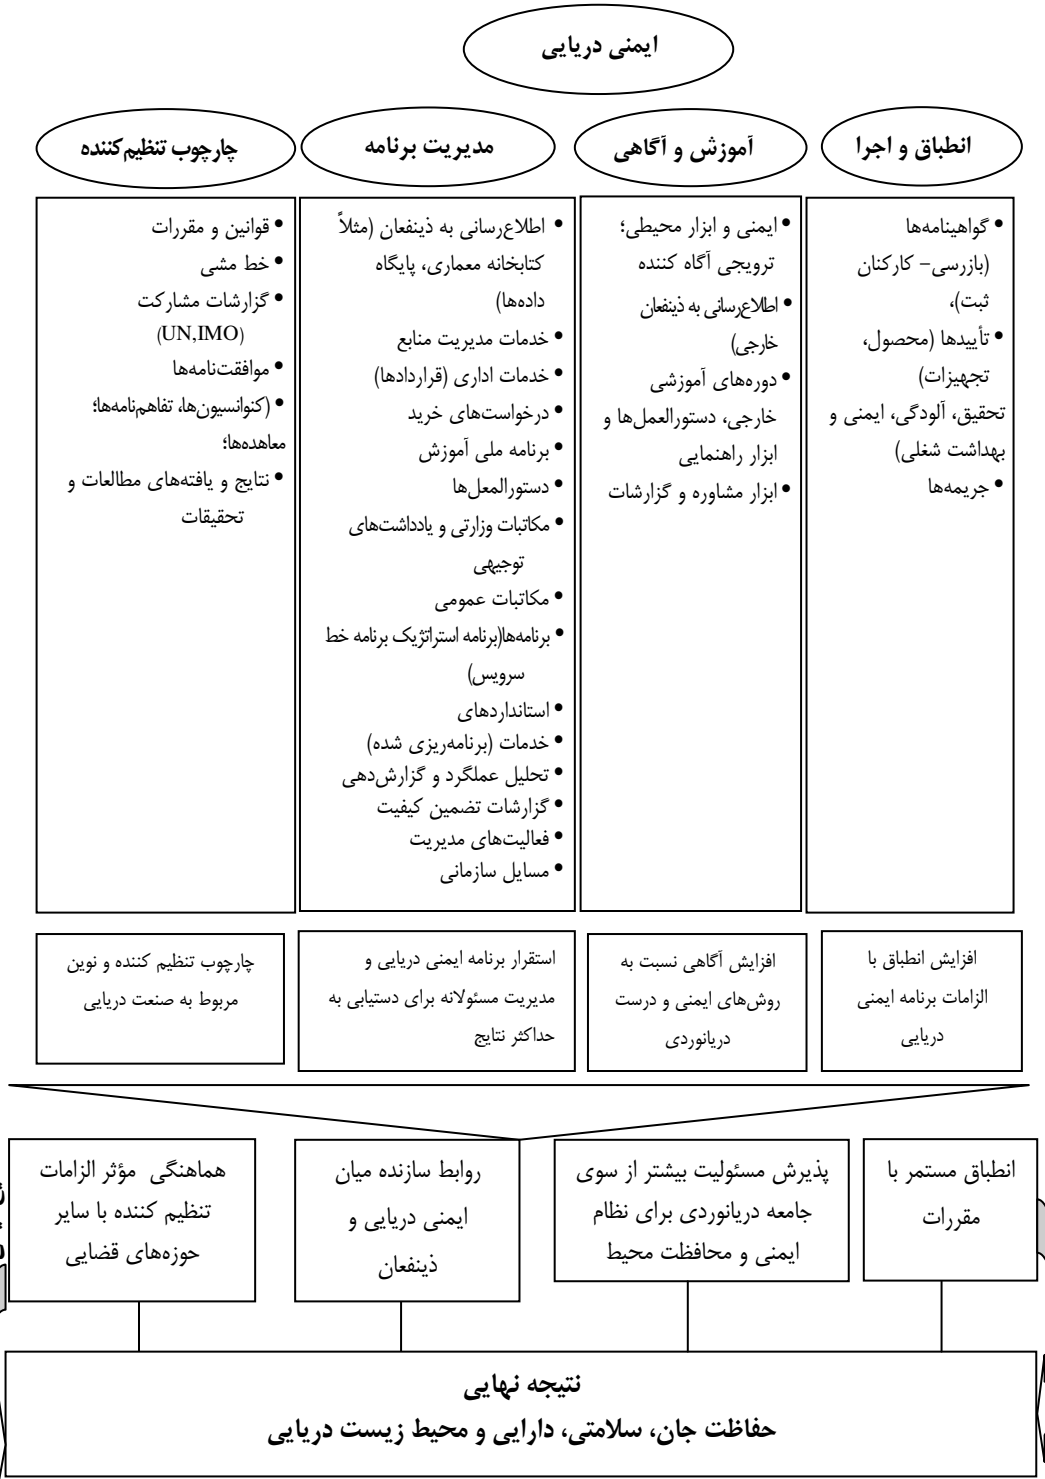 ایمنی دریایی
انطباق و اجرا
آموزش و آگاهی
مدیریت برنامه
چارچوب تنظیم‌کننده
• گواهینامه‌ها
(بازرسی- کارکنان
ثبت)،
• تأییدها (محصول،
تجهیزات)
تحقیق، آلودگی، ایمنی و
بهداشت شغلی)
• جریمه‌ها
• ایمنی و ابزار محیطی؛
ترویجی آگاه کننده
• اطلاع‌رسانی به ذینفعان
خارجی)
• دوره‌های آموزشی
خارجی، دستورالعمل‌ها و
ابزار راهنمایی
• ابزار مشاوره و گزارشات
• اطلاع‌رسانی به ذینفعان (مثلاً
کتابخانه معماری، پایگاه
داده‌ها)
• خدمات مدیریت منابع
• خدمات اداری (قراردادها)
• درخواست‌های خرید
• برنامه ملی آموزش
• دستورالمعل‌ها
• مکاتبات وزارتی و یادداشت‌های
توجیهی
• مکاتبات عمومی
• برنامه‌ها(برنامه استراتژیک برنامه خط
سرویس)
• استانداردهای
• خدمات (برنامه‌ریزی شده)
• تحلیل عملگرد و گزارش‌دهی
• گزارشات تضمین کیفیت
• فعالیت‌های مدیریت
• مسایل سازمانی
• قوانین و مقررات
• خط مشی
• گزارشات مشارکت
(UN,IMO)
• موافقت‌نامه‌ها
• (کنوانسیون‌ها، تفاهم‌نامه‌ها؛
معاهده‌ها؛
• نتایج و یافته‌های مطالعات و
تحقیقات
افزایش انطباق با
الزامات برنامه ایمنی
دریایی
افزایش آگاهی نسبت به
روش‌های ایمنی و درست
دریانوردی
استقرار برنامه ایمنی دریایی و
مدیریت مسئولانه برای دستیابی به
حداکثر نتایج
چارچوب تنظیم کننده و نوین
مربوط به صنعت دریایی
انطباق مستمر با
مقررات
پذیرش مسئولیت بیشتر از سوی
جامعه دریانوردی برای نظام
ایمنی و محافظت محیط
روابط سازنده میان
ایمنی دریایی و
ذینفعان
هماهنگی مؤثر الزامات
تنظیم کننده با سایر
حوزه‌های قضایی
نتیجه نهایی
حفاظت جان، سلامتی، دارایی و محیط زیست دریایی